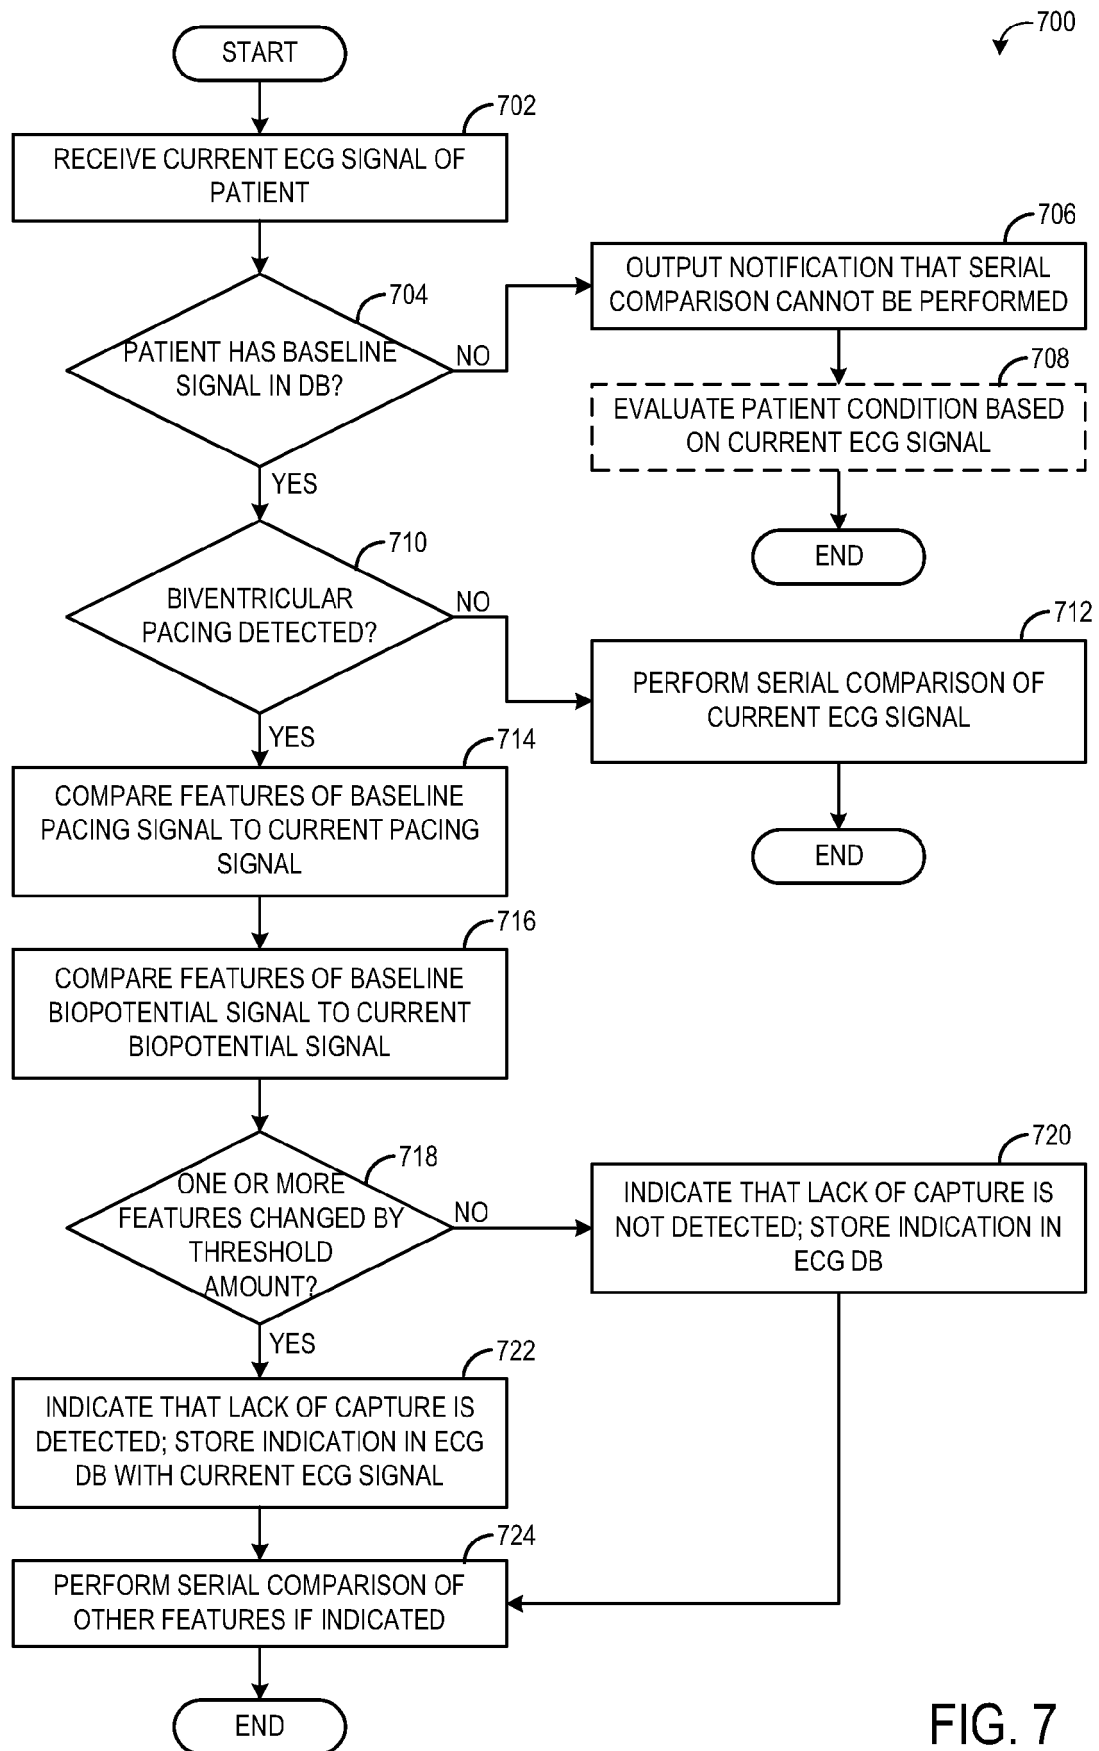 700
START
702
RECEIVE CURRENT ECG SIGNAL OF
PATIENT
704
PATIENT HAS BASELINE
SIGNAL IN DB?
NO
YES
706
OUTPUT NOTIFICATION THAT SERIAL
COMPARISON CANNOT BE PERFORMED
708
EVALUATE PATIENT CONDITION BASED
ON CURRENT ECG SIGNAL
END
710
BIVENTRICULAR
PACING DETECTED?
NO
YES
712
PERFORM SERIAL COMPARISON OF
CURRENT ECG SIGNAL
END
714
COMPARE FEATURES OF BASELINE
PACING SIGNAL TO CURRENT PACING
SIGNAL
716
COMPARE FEATURES OF BASELINE
BIOPOTENTIAL SIGNAL TO CURRENT
BIOPOTENTIAL SIGNAL
718
ONE OR MORE
FEATURES CHANGED BY
THRESHOLD
AMOUNT?
NO
YES
720
INDICATE THAT LACK OF CAPTURE IS
NOT DETECTED; STORE INDICATION IN
ECG DB
722
INDICATE THAT LACK OF CAPTURE IS
DETECTED; STORE INDICATION IN ECG
DB WITH CURRENT ECG SIGNAL
724
PERFORM SERIAL COMPARISON OF
OTHER FEATURES IF INDICATED
END
FIG. 7